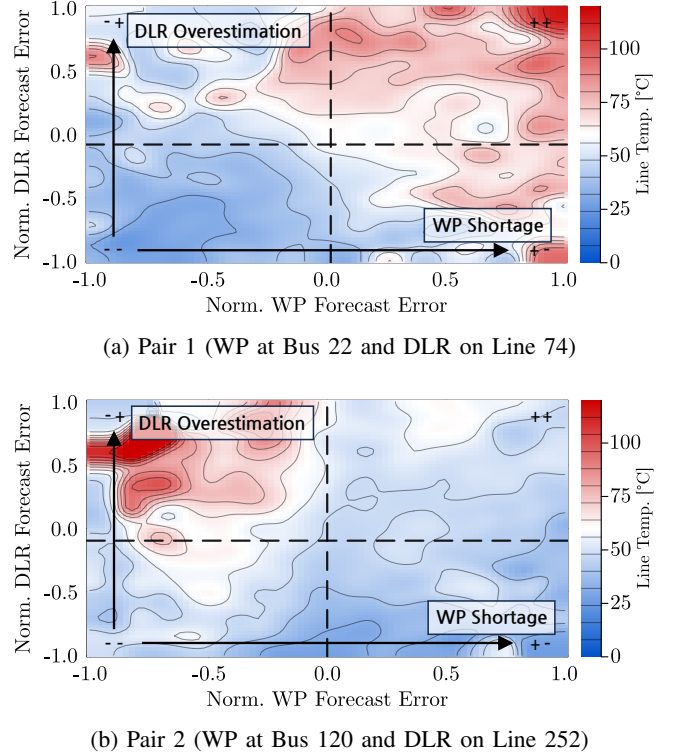 - +
DLR Overestimation
+ +
1.0
0.5
0.0
-0.5
-1.0
Norm. DLR Forecast Error
WP Shortage
- -
+ -
-1.0 -0.5 0.0 0.5 1.0
Norm. WP Forecast Error
100
75
50
25
0
Line Temp. [°C]
(a) Pair 1 (WP at Bus 22 and DLR on Line 74)
- +
DLR Overestimation
+ +
1.0
0.5
0.0
-0.5
-1.0
Norm. DLR Forecast Error
WP Shortage
- -
+ -
-1.0 -0.5 0.0 0.5 1.0
Norm. WP Forecast Error
100
75
50
25
0
Line Temp. [°C]
(b) Pair 2 (WP at Bus 120 and DLR on Line 252)